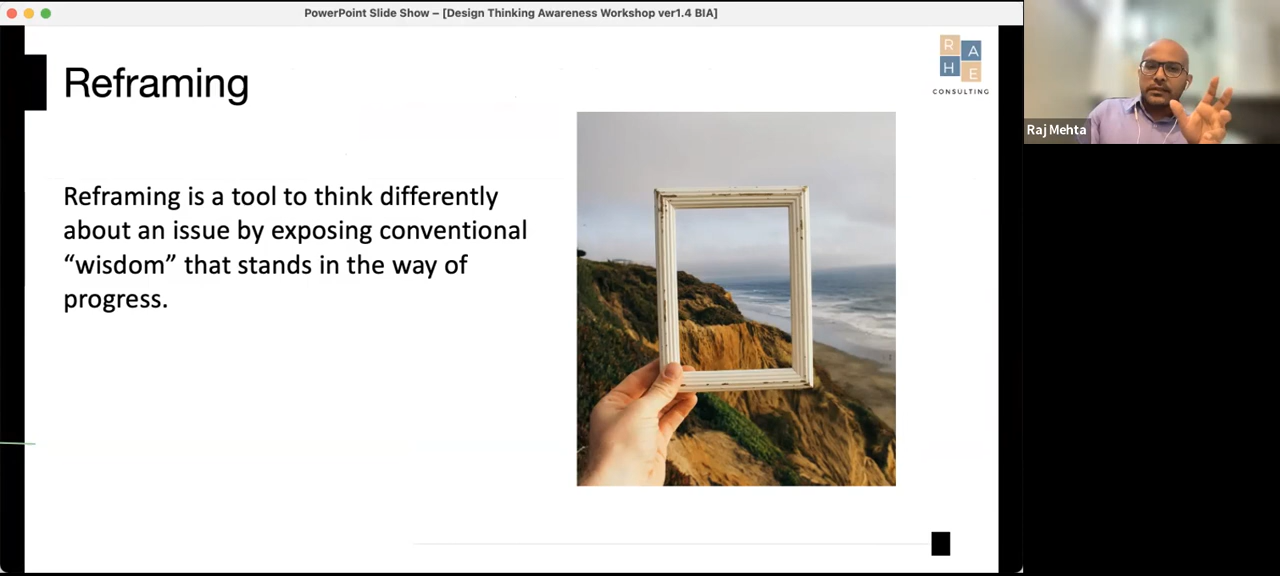 PowerPoint Slide Show – [Design Thinking Awareness Workshop ver1.4 BIA]
Reframing
R A
H E
CONSULTING
Reframing is a tool to think differently
about an issue by exposing conventional
“wisdom” that stands in the way of
progress.
Raj Mehta